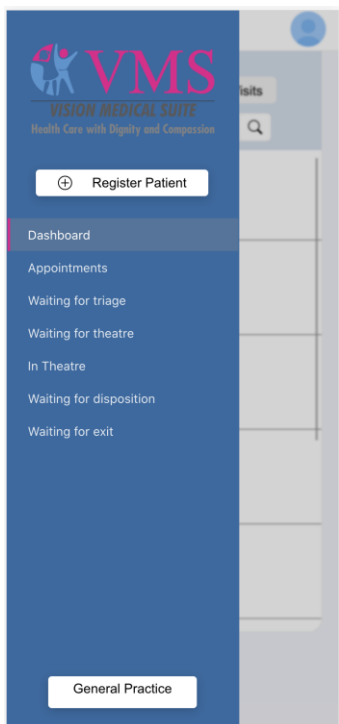 VMS
VISION MEDICAL SUITE
Health Care with Dignity and Compassion
isits
Register Patient
Dashboard
Appointments
Waiting for triage
Waiting for theatre
In Theatre
Waiting for disposition
Waiting for exit
General Practice